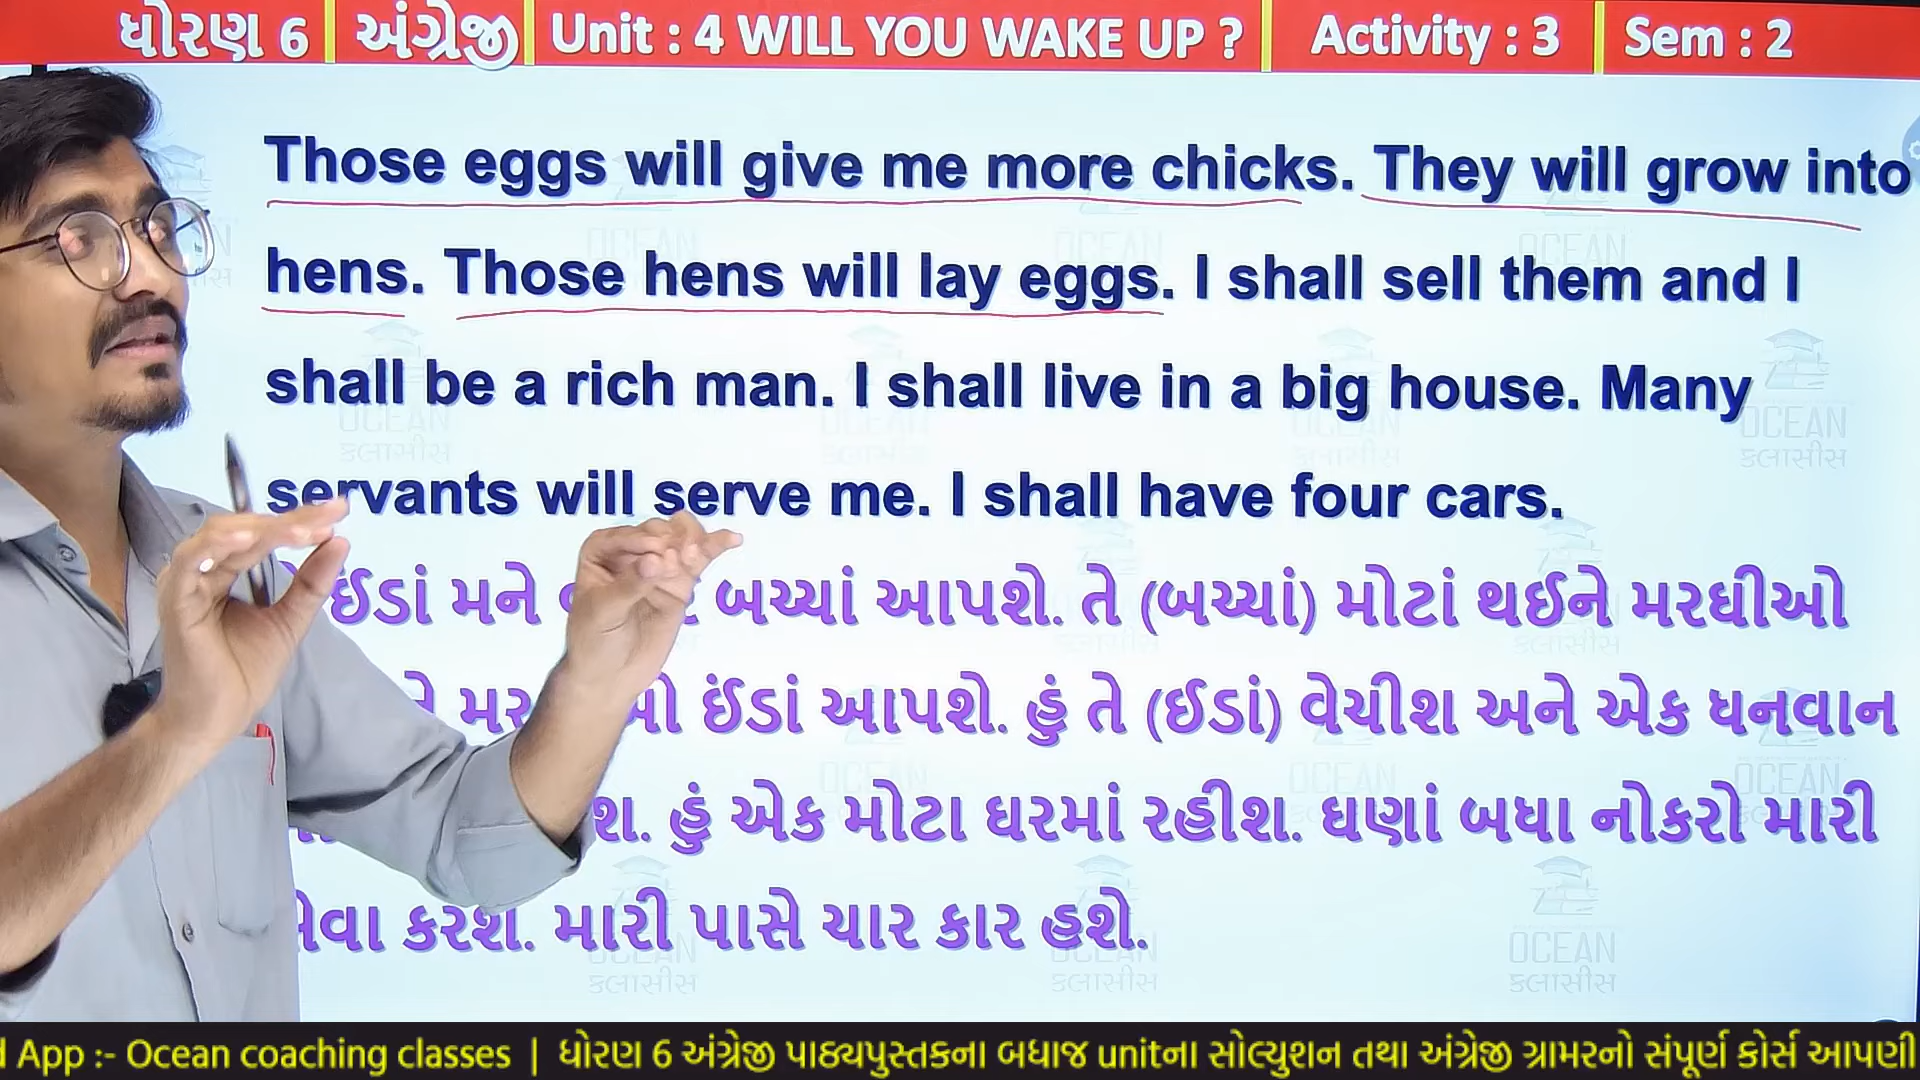 ધોરણ 6 અંગ્રેજી Unit : 4 WILL YOU WAKE UP ? Activity : 3 Sem : 2
Those eggs will give me more chicks. They will grow into
hens. Those hens will lay eggs. I shall sell them and I
shall be a rich man. I shall live in a big house. Many
servants will serve me. I shall have four cars.
ઈંડાં મને બચ્ચાં આપશે. તે (બચ્ચાં) મોટાં થઈને મરઘીઓ
ઈંડાં આપશે. હું તે (ઈંડાં) વેચીશ અને એક ધનવાન
હું એક મોટા ઘરમાં રહીશ. ઘણાં બધા નોકરો મારી
કરશે. મારી પાસે ચાર કાર હશે.
App :- Ocean coaching classes | ધોરણ 6 અંગ્રેજી પાઠ્યપુસ્તકના બધાજ unitના સોલ્યુશન તથા અંગ્રેજી ગ્રામરનો સંપૂર્ણ કોર્સ આપણી